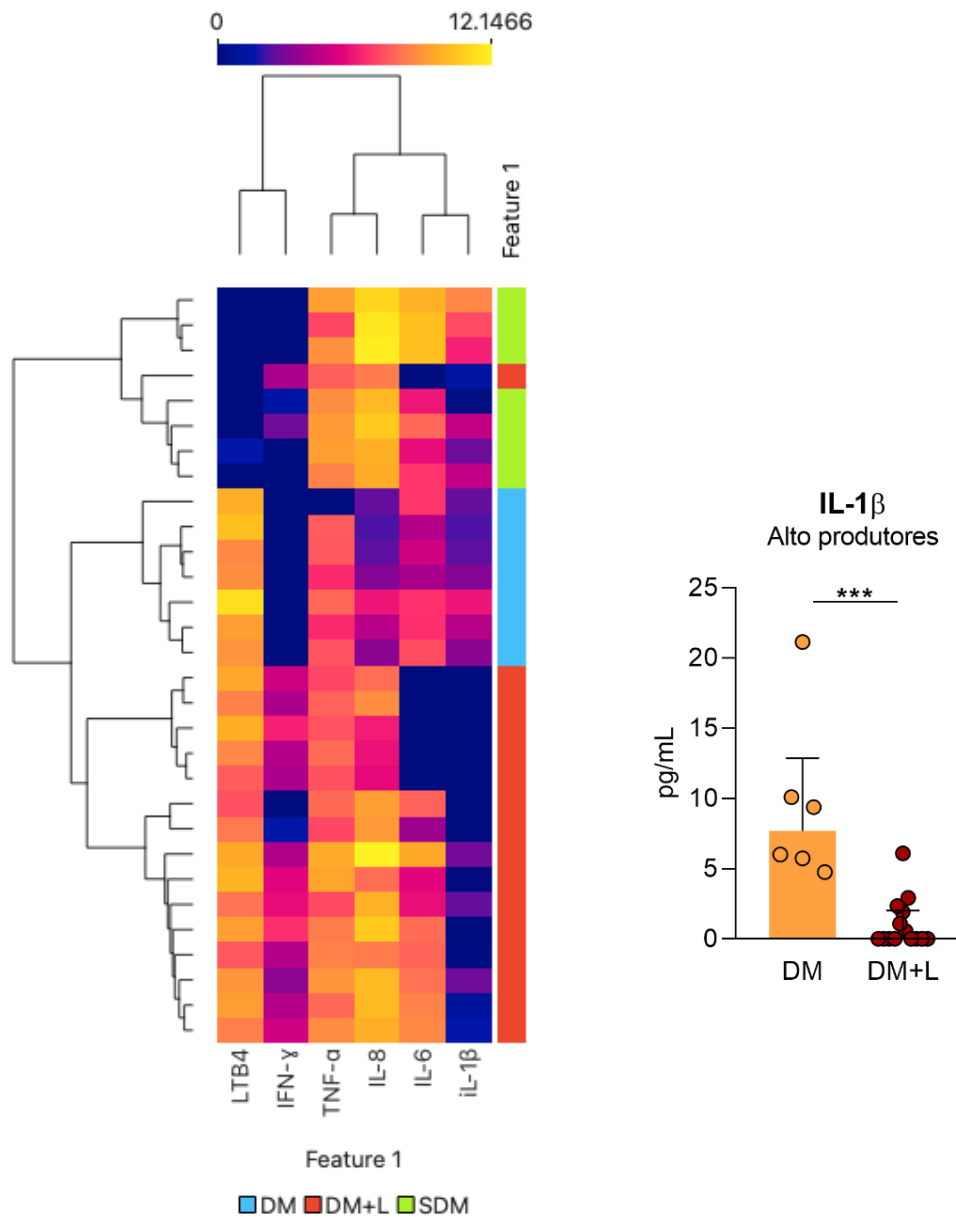 0 12.1466
Feature 1
LTB4 IFN-ɣ TNF-α IL-8 IL-6 iL-1β
Feature 1
DM DM+L SDM
IL-1β
Alto produtores
25
20
15
10
5
0
pg/mL
***
DM DM+L